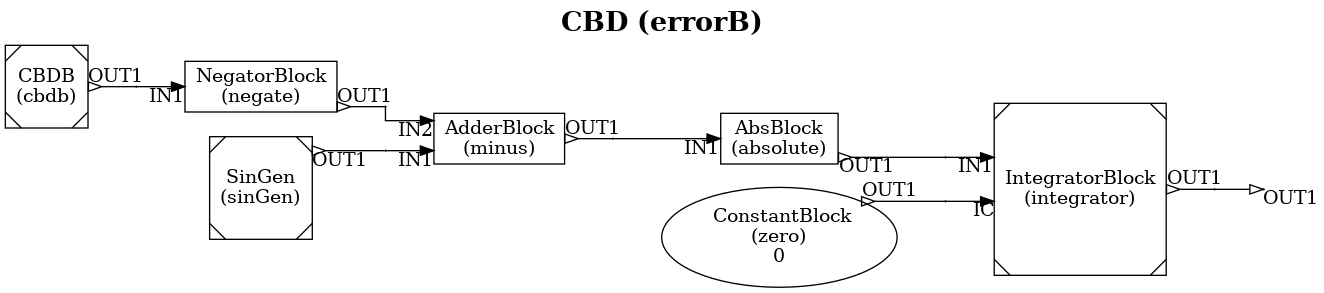 CBD (errorB)
CBDB
(cbdb)
OUT1
IN1
NegatorBlock
(negate)
OUT1
IN2
SinGen
(sinGen)
OUT1
IN1
AdderBlock
(minus)
OUT1
IN1
AbsBlock
(absolute)
OUT1
IN1
ConstantBlock
(zero)
0
OUT1
IC
IntegratorBlock
(integrator)
OUT1
OUT1